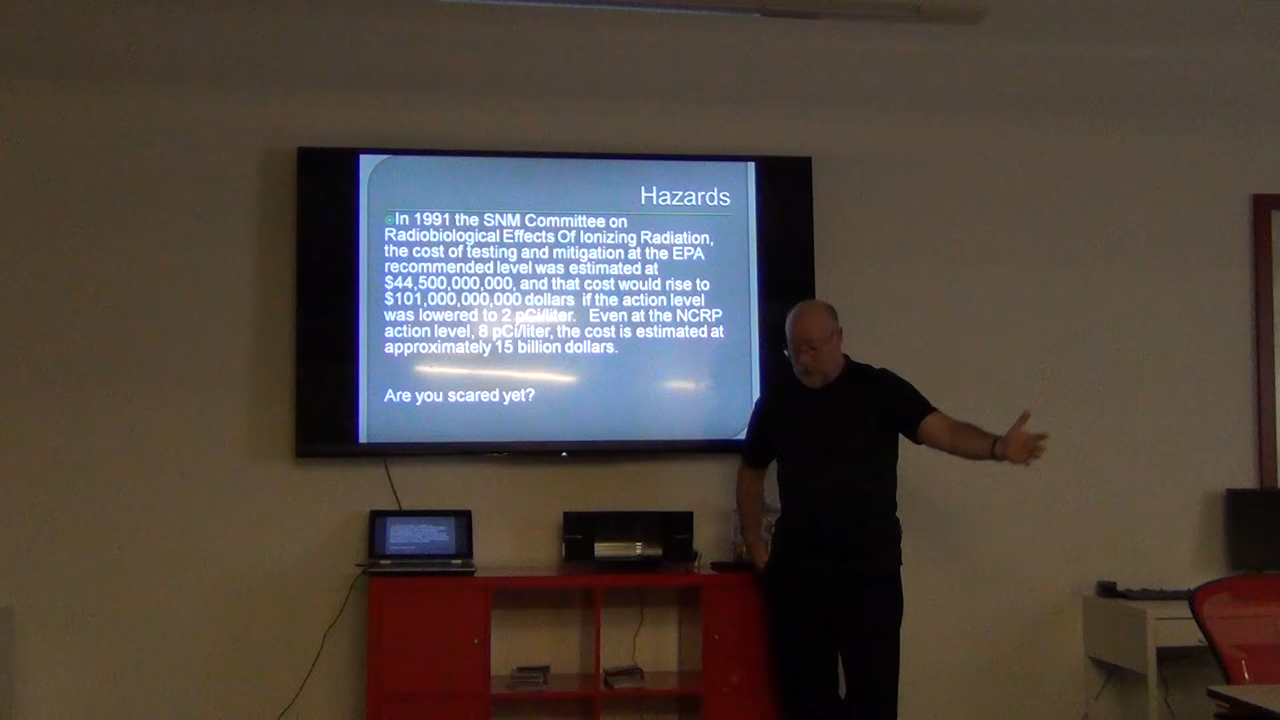 Hazards
In 1991 the SNM Committee on
Radiobiological Effects Of Ionizing Radiation,
the cost of testing and mitigation at the EPA
recommended level was estimated at
$44,500,000,000, and that cost would rise to
$101,000,000,000 dollars if the action level
was lowered to 2 pCi/liter. Even at the NCRP
action level, 8 pCi/liter, the cost is estimated at
approximately 15 billion dollars.
Are you scared yet?